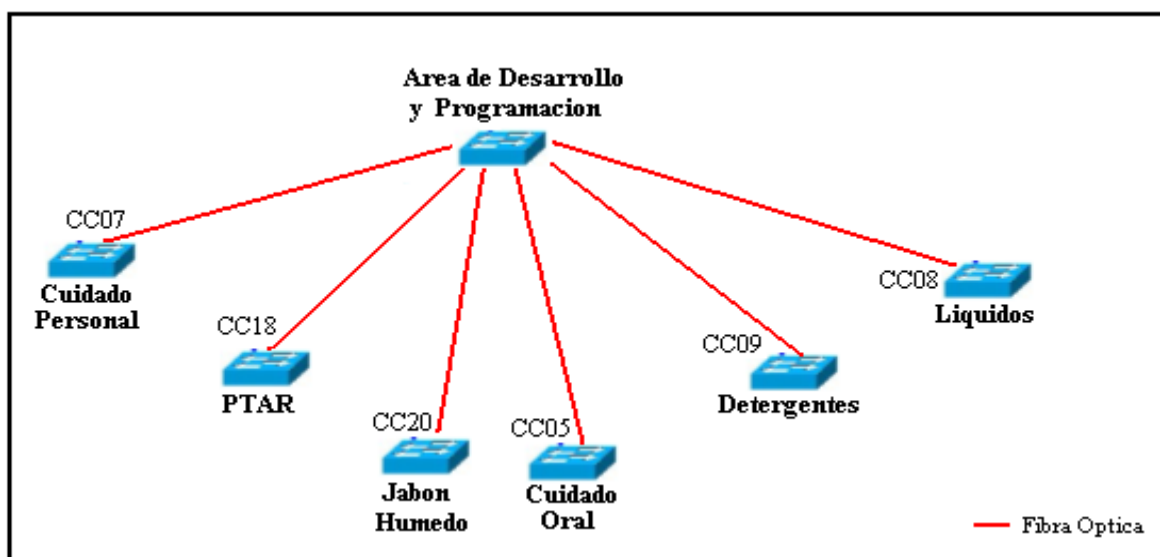 Area de Desarrollo
y Programacion
CC07
Cuidado
Personal
CC18
PTAR
CC20
Jabon
Humedo
CC05
Cuidado
Oral
CC09
Detergentes
CC08
Liquidos
Fibra Optica